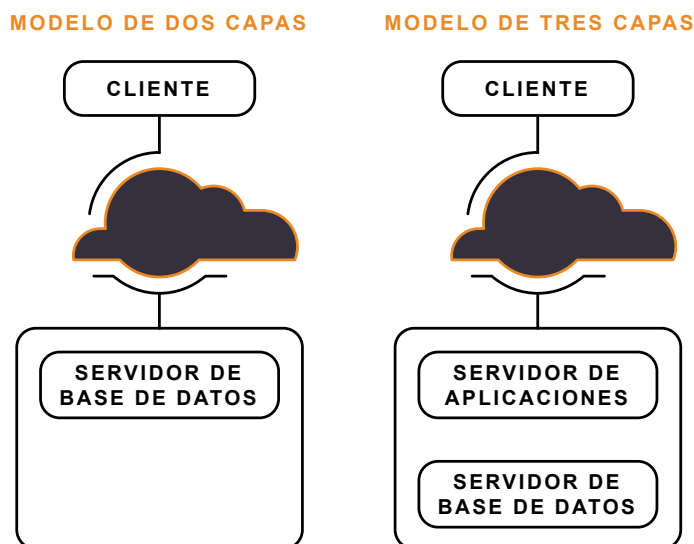 MODELO DE DOS CAPAS
CLIENTE
SERVIDOR DE
BASE DE DATOS
MODELO DE TRES CAPAS
CLIENTE
SERVIDOR DE
APLICACIONES
SERVIDOR DE
BASE DE DATOS